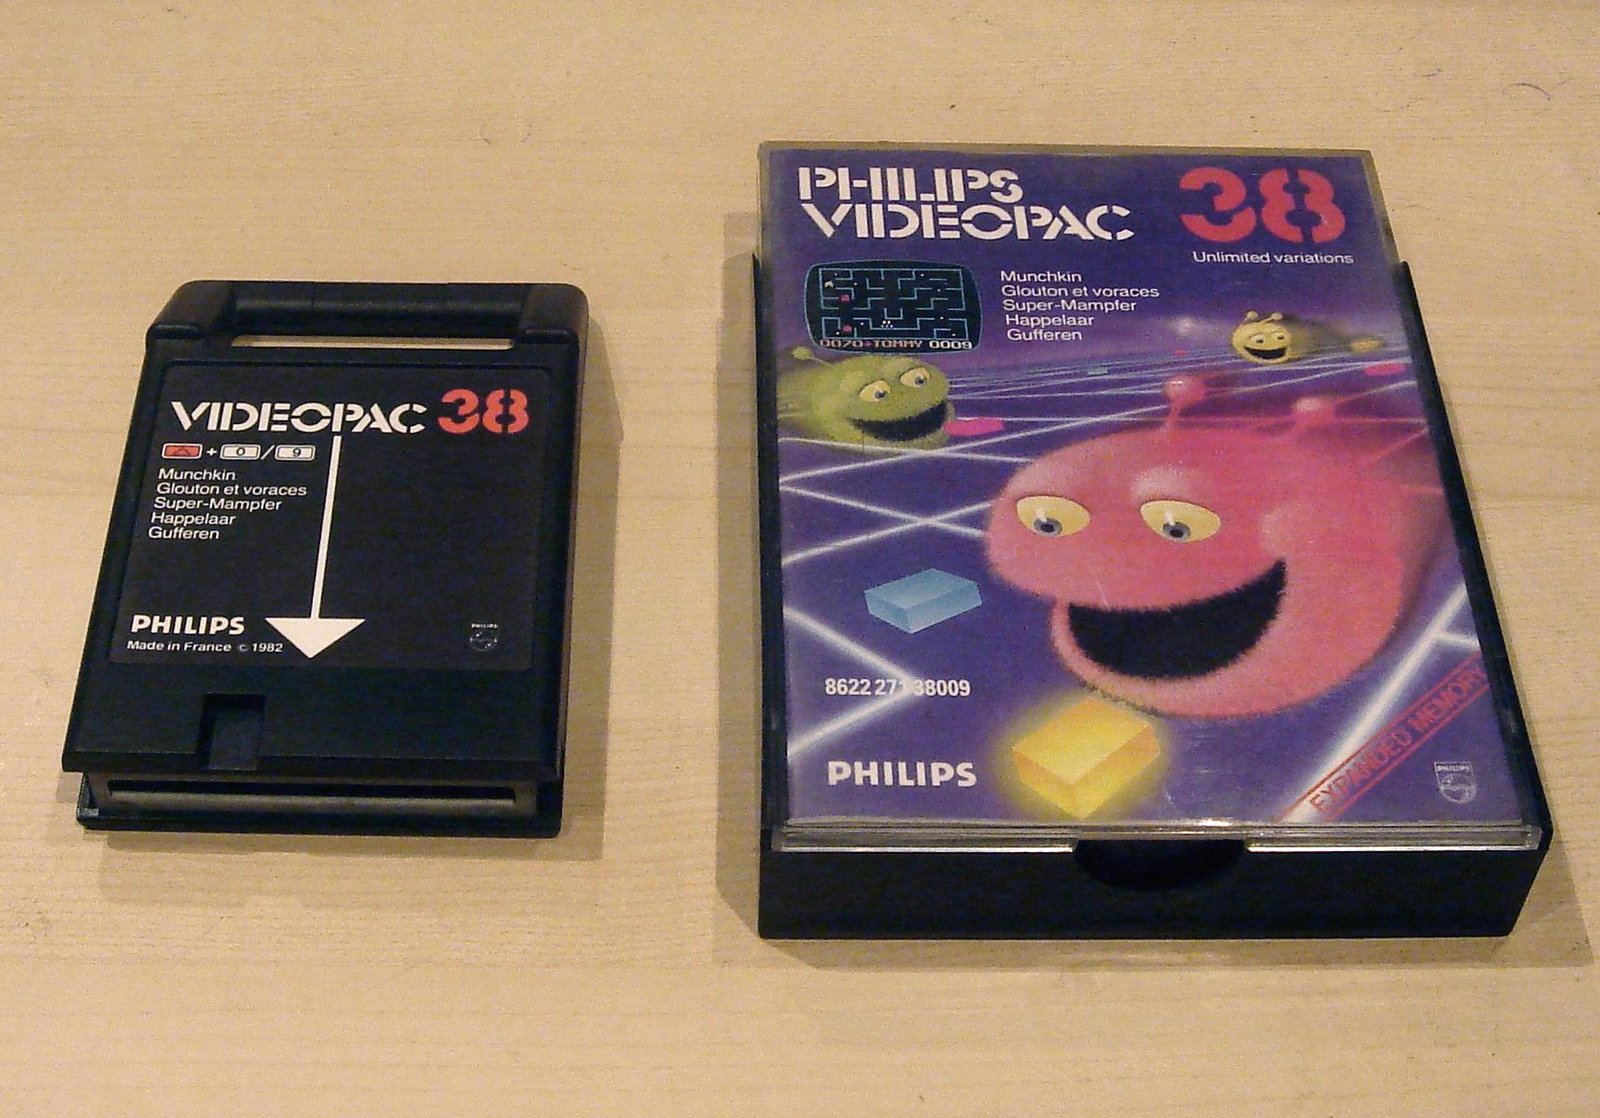 VIDEOPAC 38
0 / 9
Munchkin
Glouton et voraces
Super-Mampfer
Happelaar
Gufferen
PHILIPS
Made in France © 1982
PHILIPS
PHILIPS
VIDEOPAC
38
Unlimited variations
0020+TOMMY 0009
Munchkin
Glouton et voraces
Super-Mampfer
Happelaar
Gufferen
8622 271 38009
PHILIPS
EXPANDED MEMORY
PHILIPS